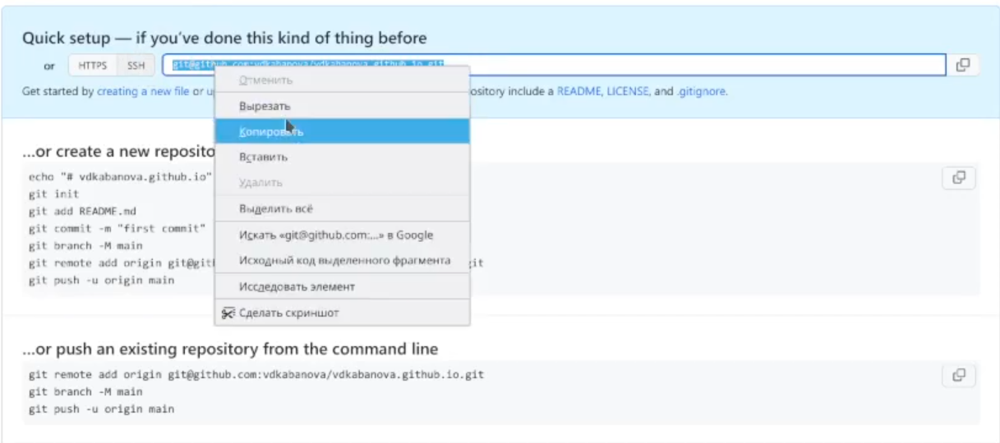 Quick setup — if you've done this kind of thing before
or HTTPS SSH git@github.com:vdkabanova/vdkabanova.github.io.git
Get started by creating a new file or u ository include a README, LICENSE, and .gitignore.
Отменить
Вырезать
Копировать
Вставить
Удалить
Выделить всё
Искать «git@github.com:...» в Google
Исходный код выделенного фрагмента
Исследовать элемент
Сделать скриншот
...or create a new reposito
echo "# vdkabanova.github.io"
git init
git add README.md
git commit -m "first commit"
git branch -M main
git remote add origin git@git it
git push -u origin main
...or push an existing repository from the command line
git remote add origin git@github.com:vdkabanova/vdkabanova.github.io.git
git branch -M main
git push -u origin main